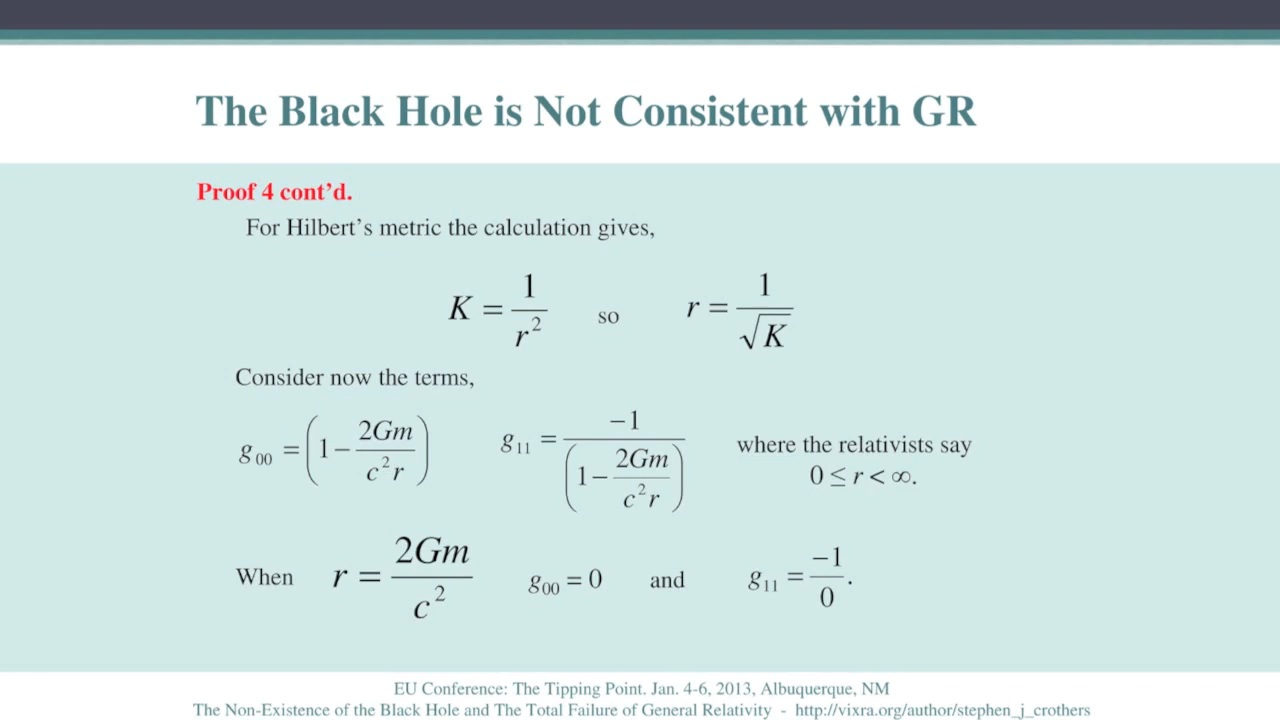 The Black Hole is Not Consistent with GR
Proof 4 cont'd.
For Hilbert's metric the calculation gives,
K = 1/r² so r = 1/√K
Consider now the terms,
g₀₀ = (1 − 2Gm/c²r) g₁₁ = −1/(1 − 2Gm/c²r) where the relativists say
0 ≤ r < ∞.
When r = 2Gm/c² g₀₀ = 0 and g₁₁ = −1/0.
EU Conference: The Tipping Point. Jan. 4-6, 2013, Albuquerque, NM
The Non-Existence of the Black Hole and The Total Failure of General Relativity - http://vixra.org/author/stephen_j_crothers